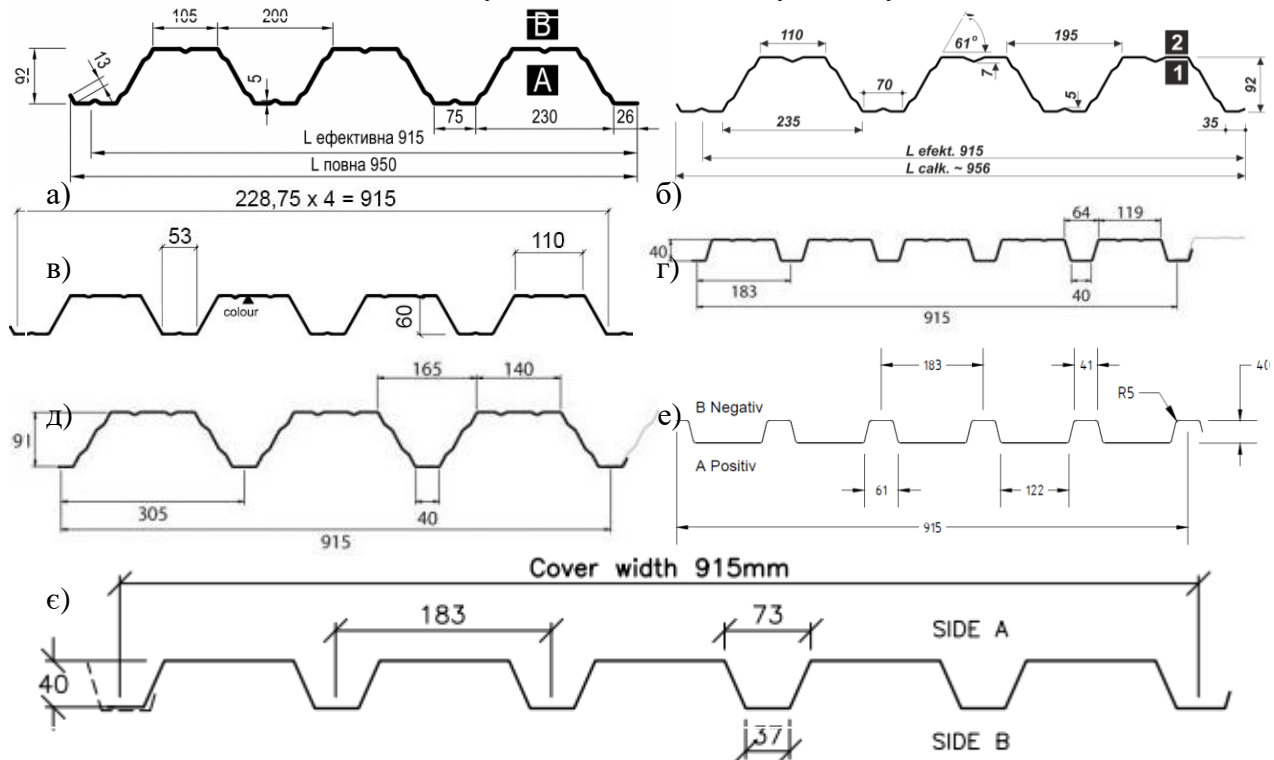 105
200
B
A
13
92
5
75
230
26
L ефективна 915
L повна 950
а)
110
61°
195
2
1
7
70
5
92
235
35
L efekt. 915
L całk. ~ 956
б)
228,75 x 4 = 915
53
110
в)
colour
60
64
119
40
г)
183
40
915
165
140
д)
91
305
40
915
е)
183
41
R5
B Negativ
A Positiv
61
122
915
Cover width 915mm
є)
183
73
SIDE A
40
37
SIDE B